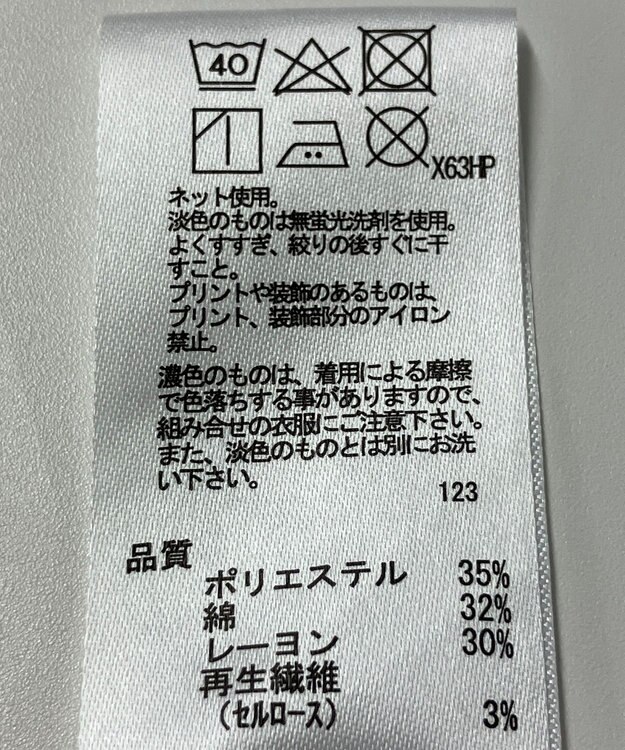 40
X63HP
ネット使用。
淡色のものは無蛍光洗剤を使用。
よくすすぎ、絞りの後すぐに干
すこと。
プリントや装飾のあるものは、
プリント、装飾部分のアイロン
禁止。
濃色のものは、着用による摩擦
で色落ちする事がありますので、
組み合せの衣服にご注意下さい。
また、淡色のものとは別にお洗
い下さい。
123
品質
ポリエステル 35%
綿 32%
レーヨン 30%
再生繊維
(セルロース) 3%